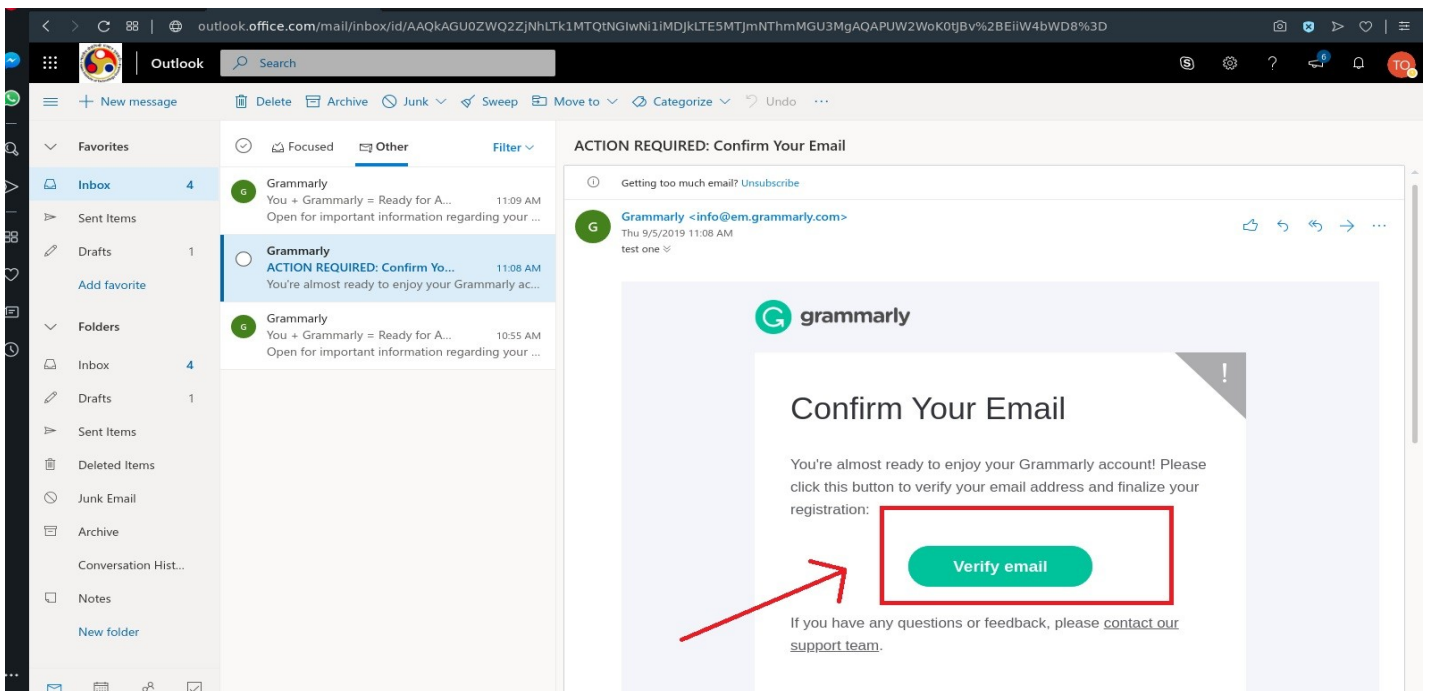 outlook.office.com/mail/inbox/id/AAQkAGU0ZWQ2ZjNhLTk1MTQtNGIwNi1iMDJkLTE5MTJmNThmMGU3MgAQAPUW2WoK0tJBv%2BEiiW4bWD8%3D
Outlook
Search
6
TO
New message
Delete Archive Junk Sweep Move to Categorize Undo ...
Favorites
Inbox 4
Sent Items
Drafts 1
Add favorite
Folders
Inbox 4
Drafts 1
Sent Items
Deleted Items
Junk Email
Archive
Conversation Hist...
Notes
New folder
Focused Other Filter
G
Grammarly
You + Grammarly = Ready for A... 11:09 AM
Open for important information regarding your ...
Grammarly
ACTION REQUIRED: Confirm Yo... 11:08 AM
You're almost ready to enjoy your Grammarly ac...
G
Grammarly
You + Grammarly = Ready for A... 10:55 AM
Open for important information regarding your ...
ACTION REQUIRED: Confirm Your Email
Getting too much email? Unsubscribe
G
Grammarly <info@em.grammarly.com>
Thu 9/5/2019 11:08 AM
test one
grammarly
!
Confirm Your Email
You're almost ready to enjoy your Grammarly account! Please
click this button to verify your email address and finalize your
registration:
Verify email
If you have any questions or feedback, please contact our
support team.